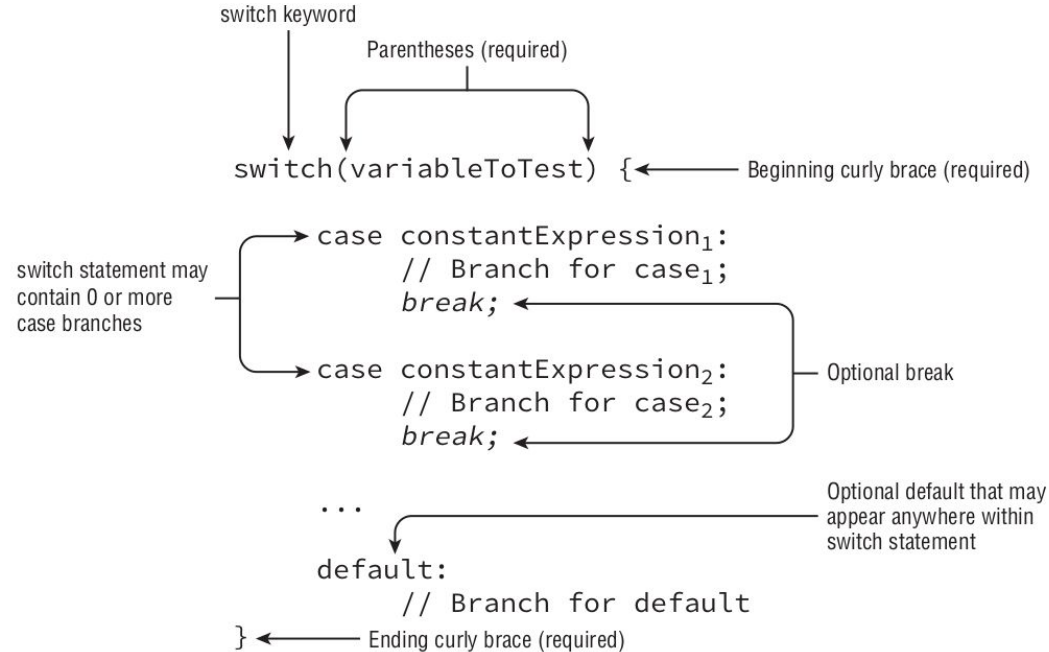 switch keyword
Parentheses (required)
switch(variableToTest) {
Beginning curly brace (required)
case constantExpression₁:
// Branch for case₁;
break;
switch statement may
contain 0 or more
case branches
case constantExpression₂:
// Branch for case₂;
break;
Optional break
...
Optional default that may
appear anywhere within
switch statement
default:
// Branch for default
}
Ending curly brace (required)